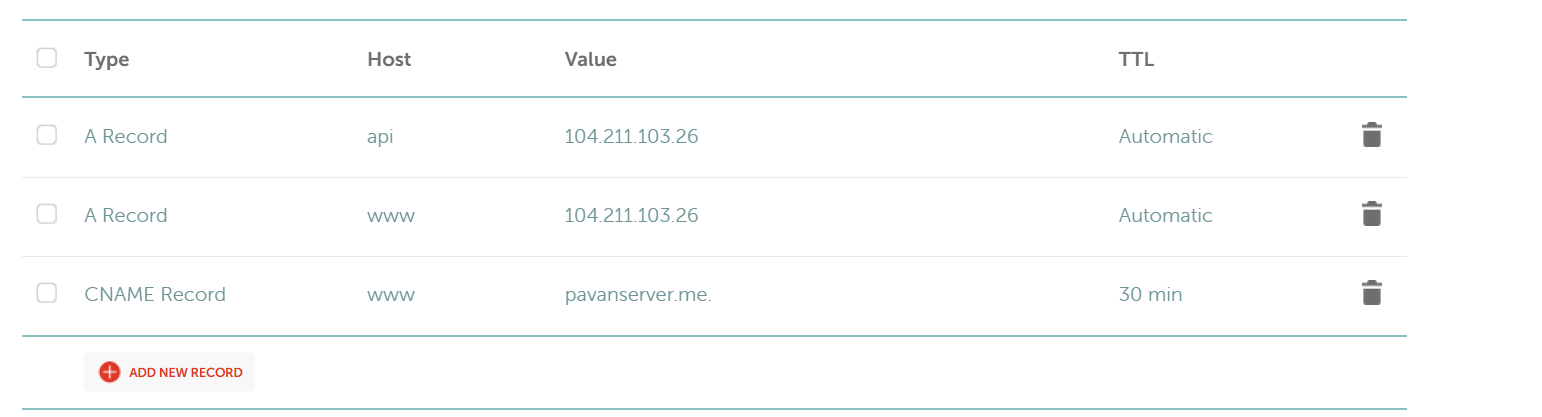 Type Host Value TTL
A Record api 104.211.103.26 Automatic
A Record www 104.211.103.26 Automatic
CNAME Record www pavanserver.me. 30 min
ADD NEW RECORD